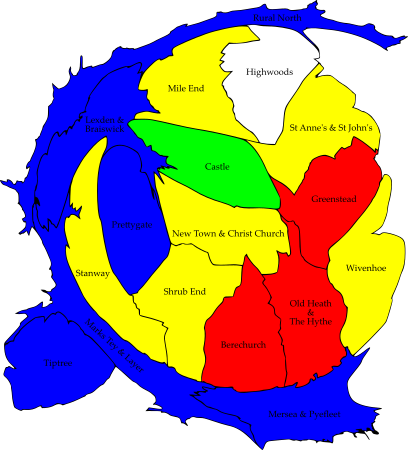 Rural North
Highwoods
Mile End
Lexden &
Braiswick
St Anne's & St John's
Castle
Greenstead
Prettygate
New Town & Christ Church
Stanway
Wivenhoe
Shrub End
Old Heath
&
The Hythe
Marks Tey & Layer
Berechurch
Tiptree
Mersea & Pyefleet